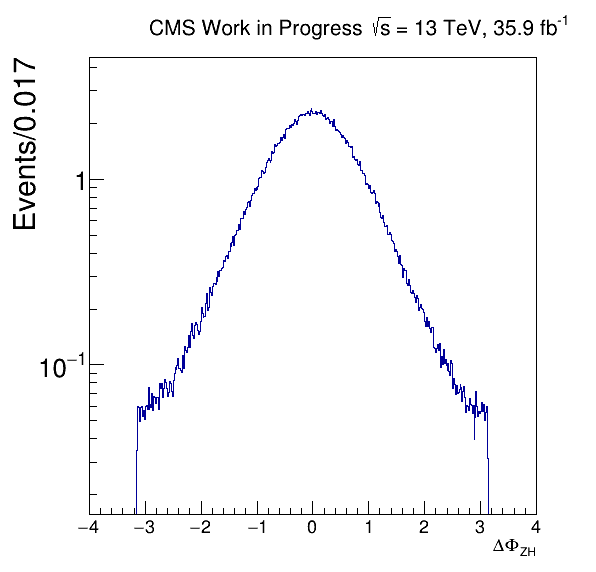 CMS Work in Progress √s = 13 TeV, 35.9 fb⁻¹
Events/0.017
1
10⁻¹
−4 −3 −2 −1 0 1 2 3 4
ΔΦ_ZH